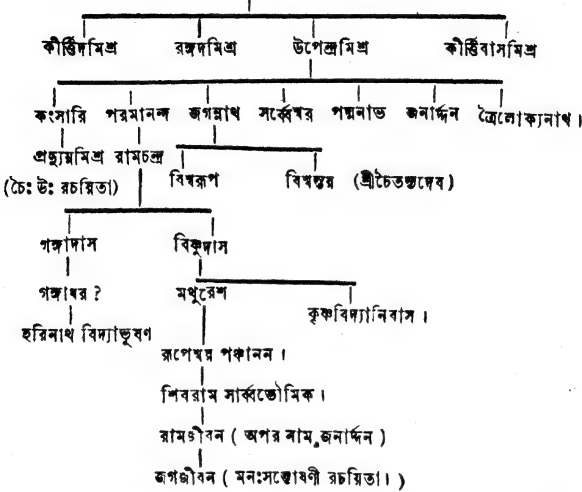 কীর্ত্তিদমিশ্র রঙ্গদমিশ্র উপেন্দ্রমিশ্র কীর্ত্তিবাসমিশ্র
কংসারি পরমানন্দ জগন্নাথ সর্ব্বেশ্বর পদ্মনাভ জনার্দ্দন ত্রৈলোক্যনাথ।
প্রদ্যুম্নমিশ্র রামচন্দ্র
(চৈঃ উঃ রচয়িতা) বিশ্বরূপ বিশ্বম্ভর (শ্রীচৈতন্যদেব)
গঙ্গাদাস বিষ্ণুদাস
গঙ্গাধর ? মথুরেশ
কৃষ্ণবিদ্যানিবাস।
হরিনাথ বিদ্যাভূষণ
রূপেশ্বর পঞ্চানন।
শিবরাম সার্ব্বভৌমিক।
রামজীবন ( অপর নাম জনার্দ্দন )
জগজীবন ( মনঃসন্তোষণী রচয়িতা। )